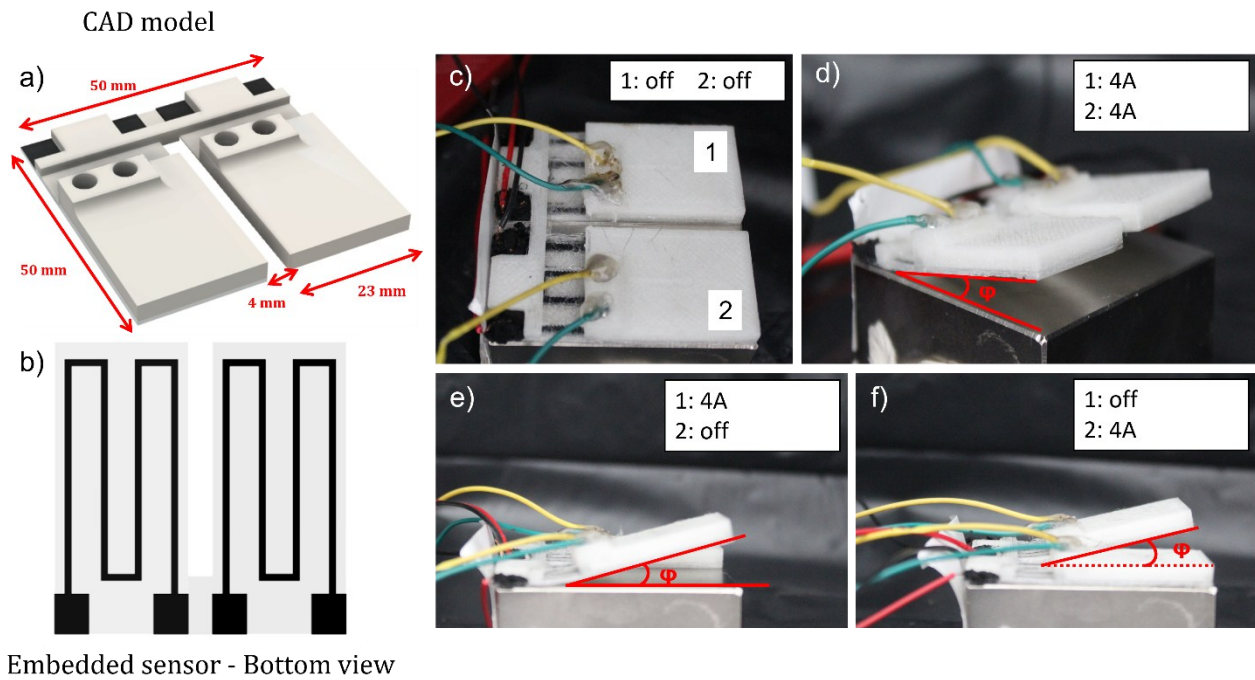 CAD model
a)
50 mm
50 mm
4 mm
23 mm
b)
Embedded sensor - Bottom view
c)
1: off 2: off
1
2
d)
1: 4A
2: 4A
φ
e)
1: 4A
2: off
φ
f)
1: off
2: 4A
φ